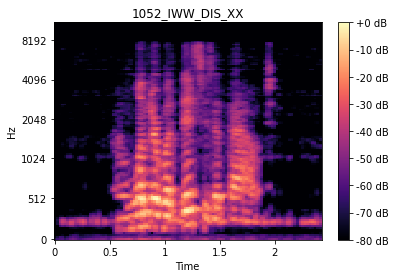 1052_IWW_DIS_XX
8192
4096
2048
1024
512
0
Hz
0
0.5
1
1.5
2
Time
+0 dB
-10 dB
-20 dB
-30 dB
-40 dB
-50 dB
-60 dB
-70 dB
-80 dB